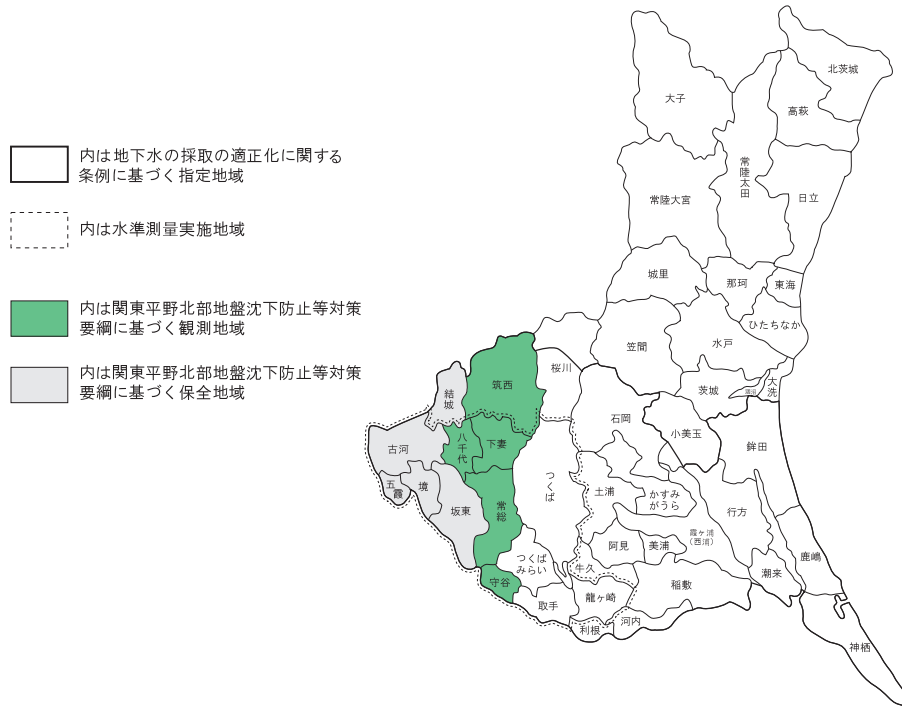 内は地下水の採取の適正化に関する
条例に基づく指定地域
内は水準測量実施地域
内は関東平野北部地盤沈下防止等対策
要綱に基づく観測地域
内は関東平野北部地盤沈下防止等対策
要綱に基づく保全地域
北茨城
大子
高萩
常陸太田
常陸大宮
日立
城里
那珂
東海
ひたちなか
水戸
笠間
桜川
筑西
結城
茨城
涸沼
大洗
石岡
小美玉
鉾田
古河
八千代
下妻
つくば
五霞
境
坂東
常総
土浦
かすみ
がうら
行方
霞ヶ浦
(西浦)
阿見
美浦
鹿嶋
つくば
みらい
牛久
潮来
守谷
稲敷
龍ヶ崎
取手
利根
河内
神栖